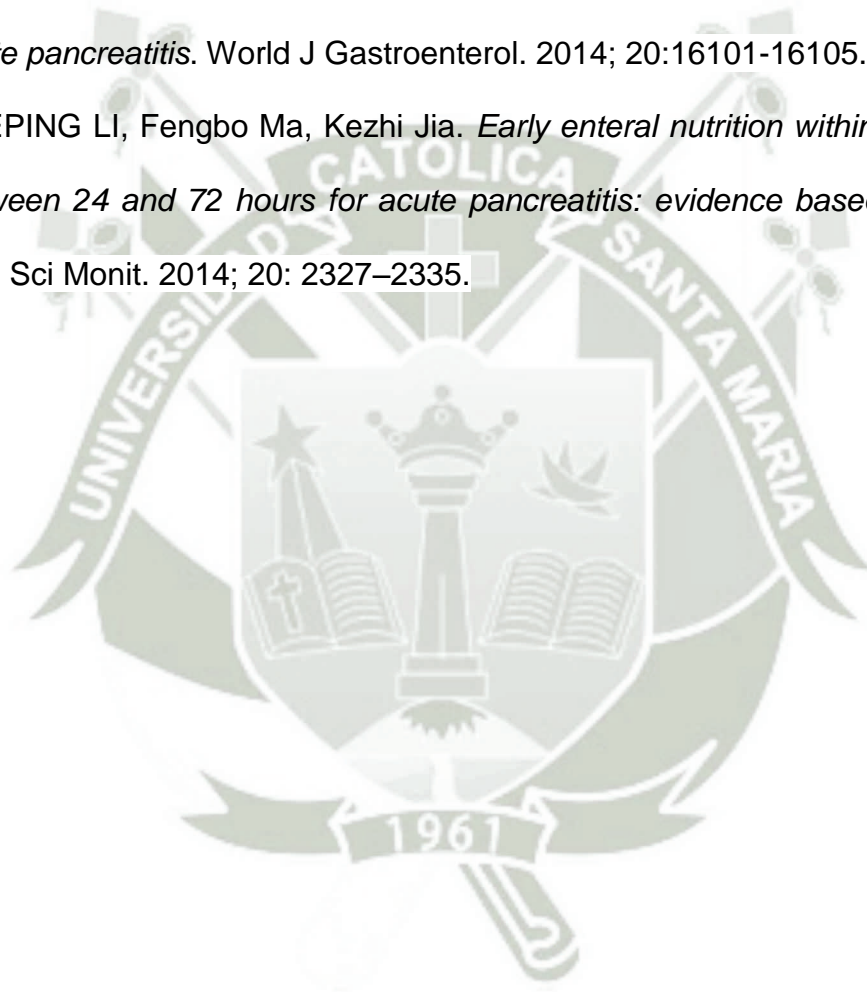 te pancreatitis. World J Gastroenterol. 2014; 20:16101-16105.
EPING LI, Fengbo Ma, Kezhi Jia. Early enteral nutrition within
veen 24 and 72 hours for acute pancreatitis: evidence based
Sci Monit. 2014; 20: 2327–2335.
UNIVERSIDAD CATOLICA SANTA MARIA
1961